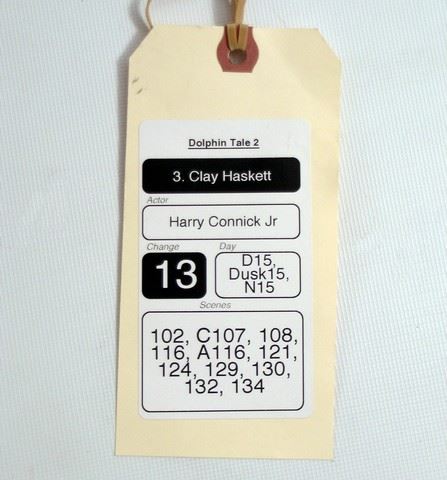 Dolphin Tale 2
3. Clay Haskett
Actor
Harry Connick Jr
Change
Day
13
D15,
Dusk15,
N15
Scenes
102, C107, 108,
116, A116, 121,
124, 129, 130,
132, 134